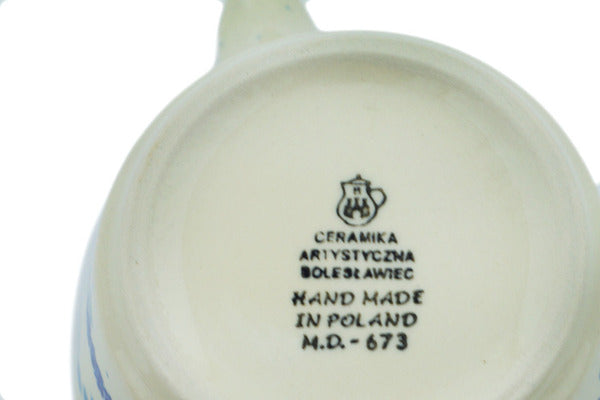 CERAMIKA
ARTYSTYCZNA
BOLESŁAWIEC
HAND MADE
IN POLAND
M.D. - 673